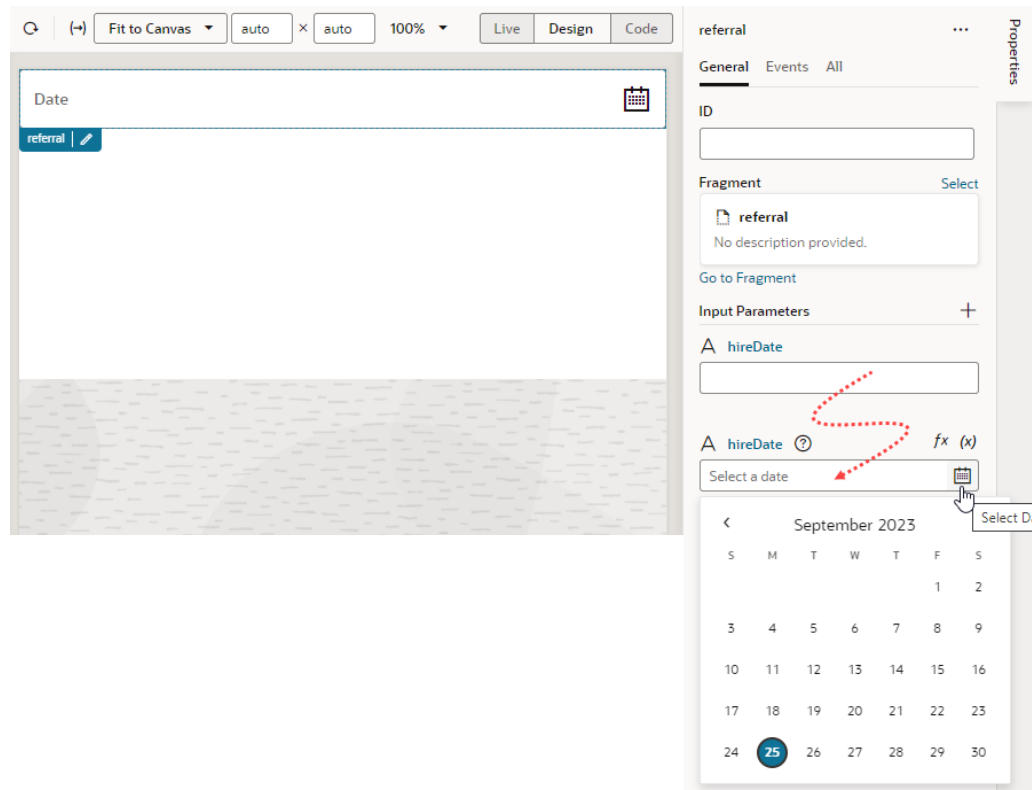 Fit to Canvas auto × auto 100% Live Design Code
Date
referral
referral ...
General Events All
ID
Fragment Select
referral
No description provided.
Go to Fragment
Input Parameters +
A hireDate
A hireDate ? fx (x)
Select a date
Select Da
< September 2023
S M T W T F S
1 2
3 4 5 6 7 8 9
10 11 12 13 14 15 16
17 18 19 20 21 22 23
24 25 26 27 28 29 30
Properties